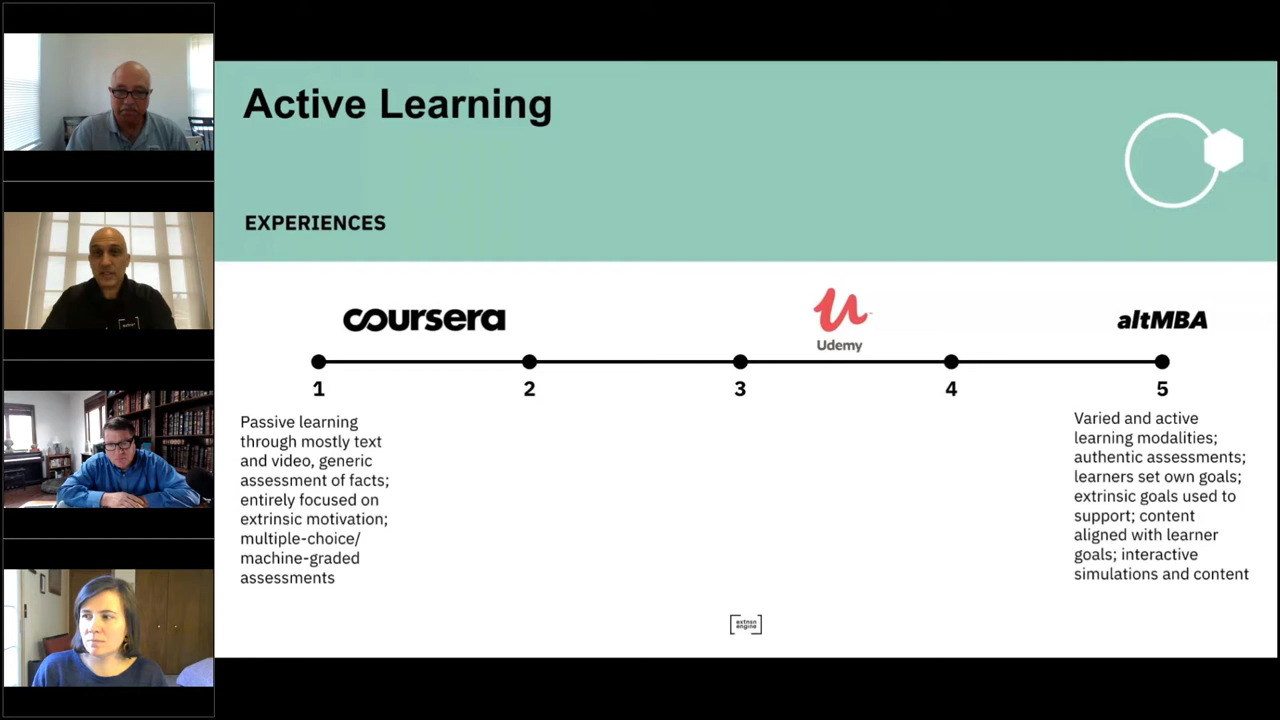 Active Learning
EXPERIENCES
coursera
Udemy
altMBA
1
2
3
4
5
Passive learning
through mostly text
and video, generic
assessment of facts;
entirely focused on
extrinsic motivation;
multiple-choice/
machine-graded
assessments
Varied and active
learning modalities;
authentic assessments;
learners set own goals;
extrinsic goals used to
support; content
aligned with learner
goals; interactive
simulations and content
extnsn
engine